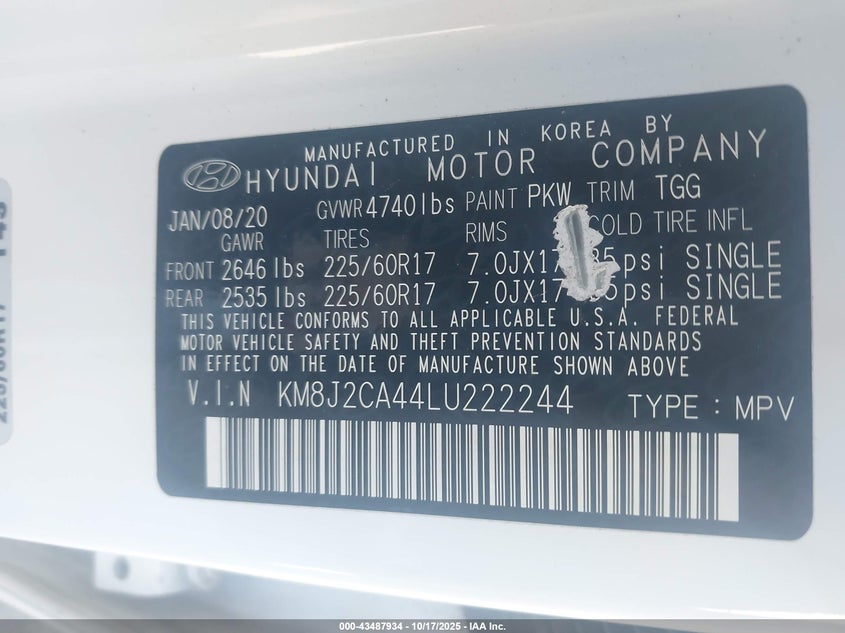 MANUFACTURED IN KOREA BY
HYUNDAI MOTOR COMPANY
JAN/08/20 GVWR 4740 lbs PAINT PKW TRIM TGG
GAWR TIRES RIMS COLD TIRE INFL
FRONT 2646 lbs 225/60R17 7.0JX17 35psi SINGLE
REAR 2535 lbs 225/60R17 7.0JX17 psi SINGLE
THIS VEHICLE CONFORMS TO ALL APPLICABLE U.S.A. FEDERAL
MOTOR VEHICLE SAFETY AND THEFT PREVENTION STANDARDS
IN EFFECT ON THE DATE OF MANUFACTURE SHOWN ABOVE
V.I.N KM8J2CA44LU222244 TYPE : MPV
225/60R17
000-43487934 - 10/17/2025 - IAA Inc.